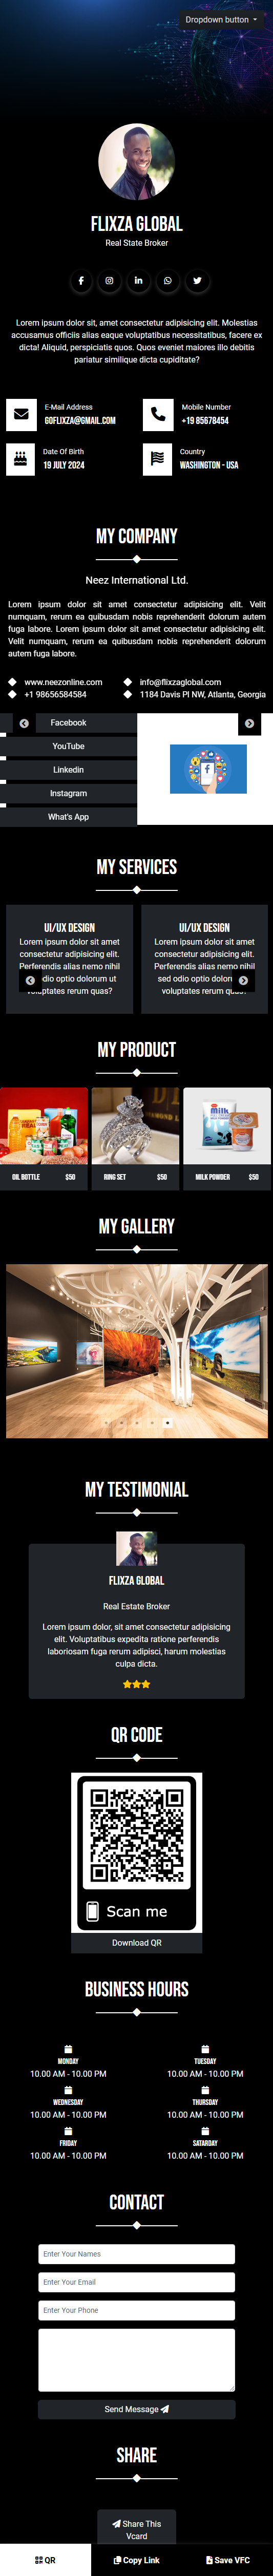 Dropdown button
FLIXZA GLOBAL
Real State Broker
Lorem ipsum dolor sit, amet consectetur adipisicing elit. Molestias
accusamus officiis alias eaque voluptatibus necessitatibus, facere ex
dicta! Aliquid, perspiciatis quos. Quos eveniet maiores illo debitis
pariatur similique dicta cupiditate?
E-Mail Address
GOFLIXZA@GMAIL.COM
Mobile Number
+19 85678454
Date Of Birth
19 JULY 2024
Country
WASHINGTON - USA
MY COMPANY
Neez International Ltd.
Lorem ipsum dolor sit amet consectetur adipisicing elit. Velit
numquam, rerum ea quibusdam nobis reprehenderit dolorum autem
fuga labore. Lorem ipsum dolor sit amet consectetur adipisicing elit.
Velit numquam, rerum ea quibusdam nobis reprehenderit dolorum
autem fuga labore.
www.neezonline.com
info@flixzaglobal.com
+1 98656584584
1184 Davis Pl NW, Atlanta, Georgia
Facebook
YouTube
Linkedin
Instagram
What's App
MY SERVICES
UI/UX DESIGN
Lorem ipsum dolor sit amet
consectetur adipisicing elit.
Perferendis alias nemo nihil
dio optio dolorum ut
voluptates rerum quas?
UI/UX DESIGN
Lorem ipsum dolor sit amet
consectetur adipisicing elit.
Perferendis alias nemo nihil
sed odio optio dolorum
voluptates rerum
MY PRODUCT
OIL BOTTLE $50
RING SET $50
Milk
MILK POWDER $50
MY GALLERY
MY TESTIMONIAL
FLIXZA GLOBAL
Real Estate Broker
Lorem ipsum dolor, sit amet consectetur adipisicing
elit. Voluptatibus expedita ratione perferendis
laboriosam fuga rerum adipisci, harum molestias
culpa dicta.
QR CODE
Scan me
Download QR
BUSINESS HOURS
MONDAY
10.00 AM - 10.00 PM
TUESDAY
10.00 AM - 10.00 PM
WEDNESDAY
10.00 AM - 10.00 PM
THURSDAY
10.00 AM - 10.00 PM
FRIDAY
10.00 AM - 10.00 PM
SATARDAY
10.00 AM - 10.00 PM
CONTACT
Enter Your Names
Enter Your Email
Enter Your Phone
Send Message
SHARE
Share This
Vcard
QR
Copy Link
Save VFC